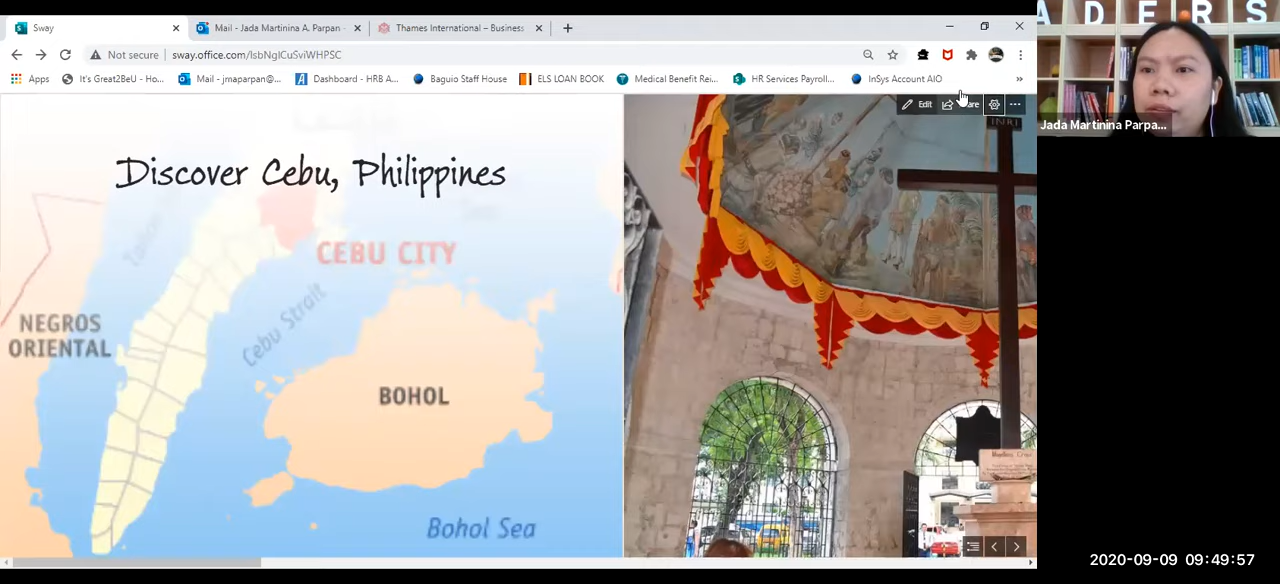 Sway
Mail - Jada Martinina A. Parpan -
Thames International – Business
Not secure
sway.office.com/IsbNgICuSviWHPSC
Apps
It's Great2BeU - Ho...
Mail - jmaparpan@...
Dashboard - HRB A...
Baguio Staff House
ELS LOAN BOOK
Medical Benefit Rei...
HR Services Payroll...
InSys Account AIO
»
Edit
are
Discover Cebu, Philippines
CEBU CITY
NEGROS
ORIENTAL
Cebu Strait
BOHOL
Bohol Sea
INRI
A D E R S
Jada Martinina Parpa...
2020-09-09 09:49:57